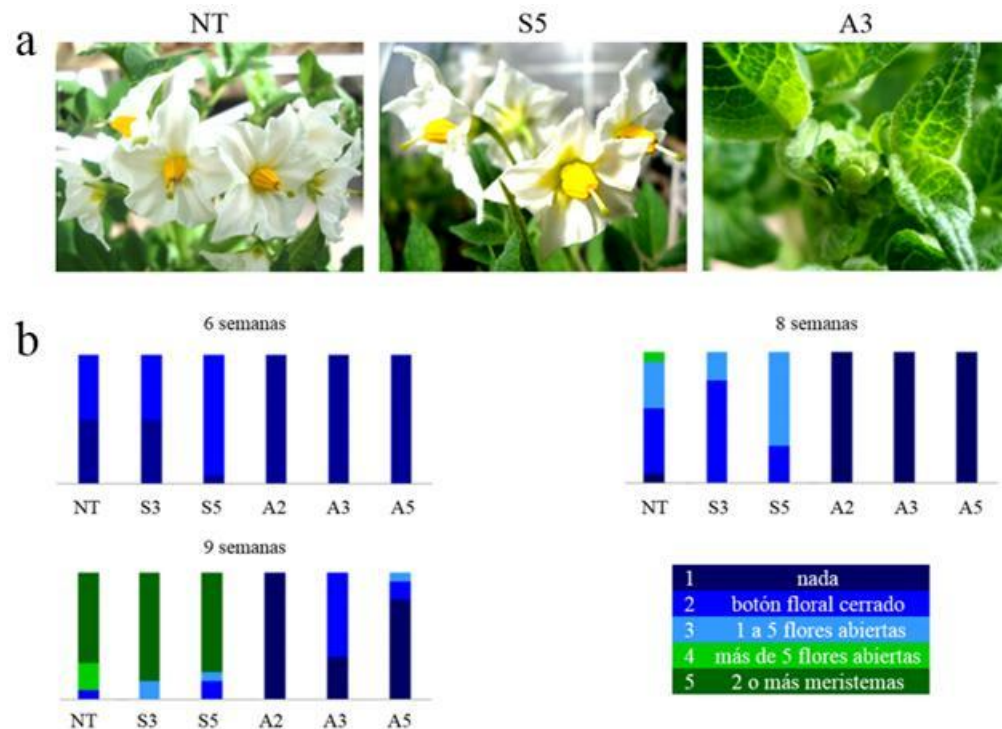 NT S5 A3
a
b
6 semanas
NT S3 S5 A2 A3 A5
8 semanas
NT S3 S5 A2 A3 A5
9 semanas
NT S3 S5 A2 A3 A5
1 nada
2 botón floral cerrado
3 1 a 5 flores abiertas
4 más de 5 flores abiertas
5 2 o más meristemas